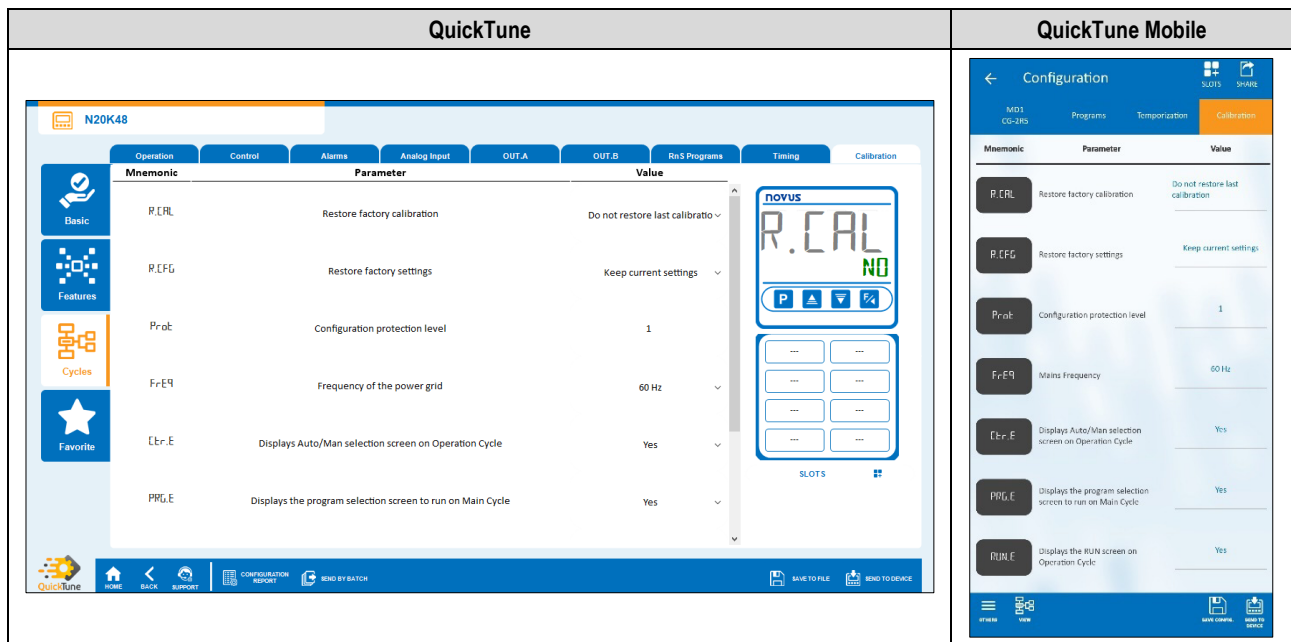 QuickTune
QuickTune Mobile
N20K48
Operation
Control
Alarms
Analog Input
OUT.A
OUT.B
RnS Programs
Timing
Calibration
Mnemonic
Parameter
Value
Basic
Features
Cycles
Favorite
R.CAL
Restore factory calibration
Do not restore last calibratio
R.CFG
Restore factory settings
Keep current settings
Prot
Configuration protection level
1
FrEq
Frequency of the power grid
60 Hz
Ctr.E
Displays Auto/Man selection screen on Operation Cycle
Yes
PRG.E
Displays the program selection screen to run on Main Cycle
Yes
novus
R.CAL
NO
P
F/
---
---
---
---
---
---
---
---
SLOTS
QuickTune
HOME
BACK
SUPPORT
CONFIGURATION
REPORT
SEND BY BATCH
SAVE TO FILE
SEND TO DEVICE
Configuration
SLOTS
SHARE
MD1
CG-2R5
Programs
Temporization
Calibration
Mnemonic
Parameter
Value
R.CAL
Restore factory calibration
Do not restore last
calibration
R.CFG
Restore factory settings
Keep current settings
Prot
Configuration protection level
1
FrEq
Mains Frequency
60 Hz
Ctr.E
Displays Auto/Man selection
screen on Operation Cycle
Yes
PRG.E
Displays the program selection
screen to run on Main Cycle
Yes
RUN.E
Displays the RUN screen on
Operation Cycle
Yes
OTHERS
VIEW
SAVE CONFIG.
SEND TO
DEVICE